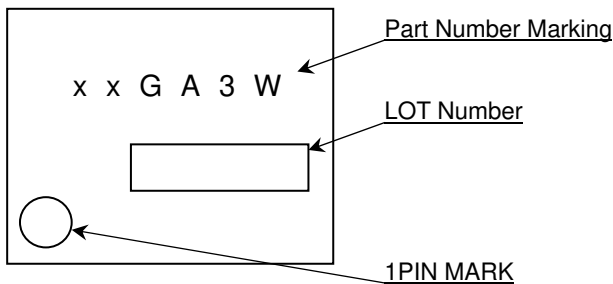 Part Number Marking
x x G A 3 W
LOT Number
1PIN MARK